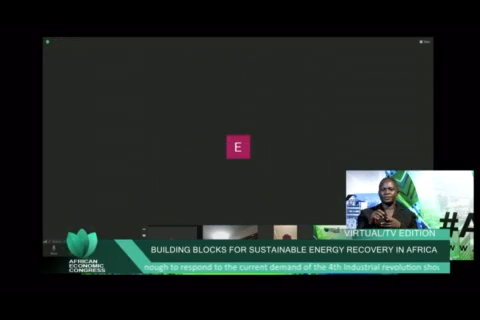 E
#A
W W
VIRTUAL/TV EDITION
BUILDING BLOCKS FOR SUSTAINABLE ENERGY RECOVERY IN AFRICA
AFRICAN
ECONOMIC
CONGRESS
nough to respond to the current demand of the 4th Industrial revolution shou